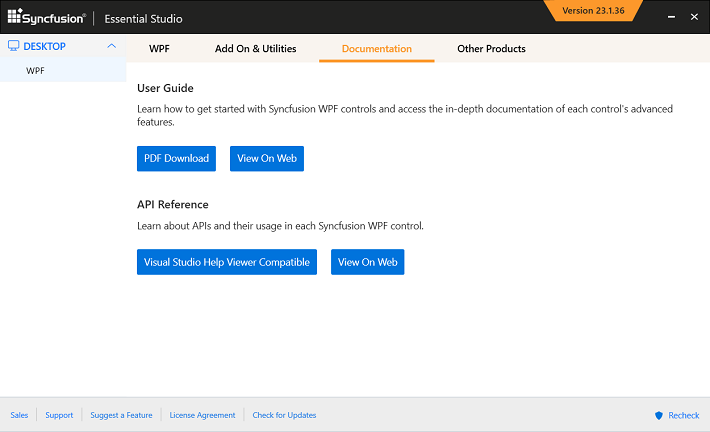 Syncfusion® | Essential Studio
Version 23.1.36
DESKTOP
WPF
WPF Add On & Utilities Documentation Other Products
User Guide
Learn how to get started with Syncfusion WPF controls and access the in-depth documentation of each control's advanced
features.
PDF Download View On Web
API Reference
Learn about APIs and their usage in each Syncfusion WPF control.
Visual Studio Help Viewer Compatible View On Web
Sales | Support | Suggest a Feature | License Agreement | Check for Updates Recheck